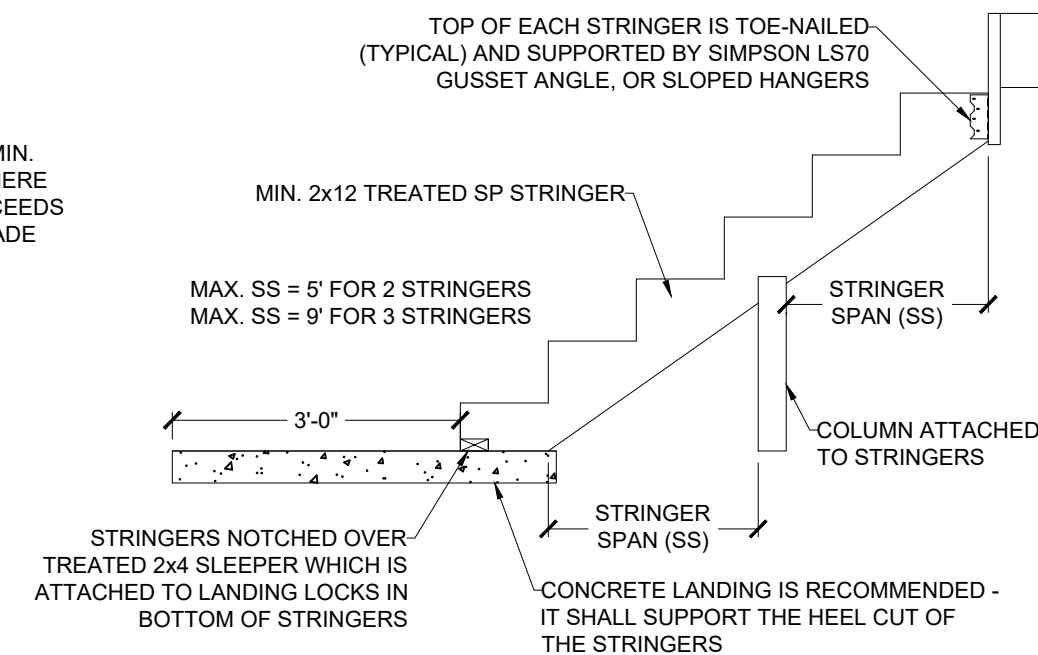 TOP OF EACH STRINGER IS TOE-NAILED
(TYPICAL) AND SUPPORTED BY SIMPSON LS70
GUSSET ANGLE, OR SLOPED HANGERS
MIN. 2x12 TREATED SP STRINGER
MAX. SS = 5' FOR 2 STRINGERS
MAX. SS = 9' FOR 3 STRINGERS
STRINGER
SPAN (SS)
3'-0"
COLUMN ATTACHED
TO STRINGERS
STRINGER
SPAN (SS)
STRINGERS NOTCHED OVER
TREATED 2x4 SLEEPER WHICH IS
ATTACHED TO LANDING LOCKS IN
BOTTOM OF STRINGERS
CONCRETE LANDING IS RECOMMENDED -
IT SHALL SUPPORT THE HEEL CUT OF
THE STRINGERS